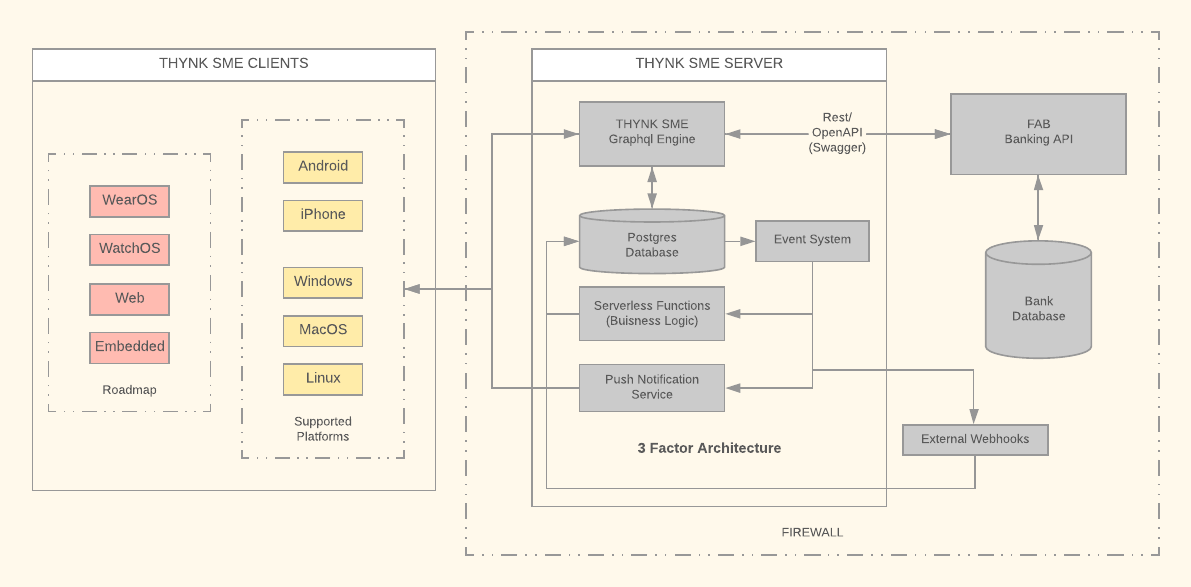 THYNK SME CLIENTS
WearOS
WatchOS
Web
Embedded
Roadmap
Android
iPhone
Windows
MacOS
Linux
Supported
Platforms
THYNK SME SERVER
THYNK SME
Graphql Engine
Rest/
OpenAPI
(Swagger)
FAB
Banking API
Postgres
Database
Event System
Serverless Functions
(Buisness Logic)
Push Notification
Service
Bank
Database
External Webhooks
3 Factor Architecture
FIREWALL